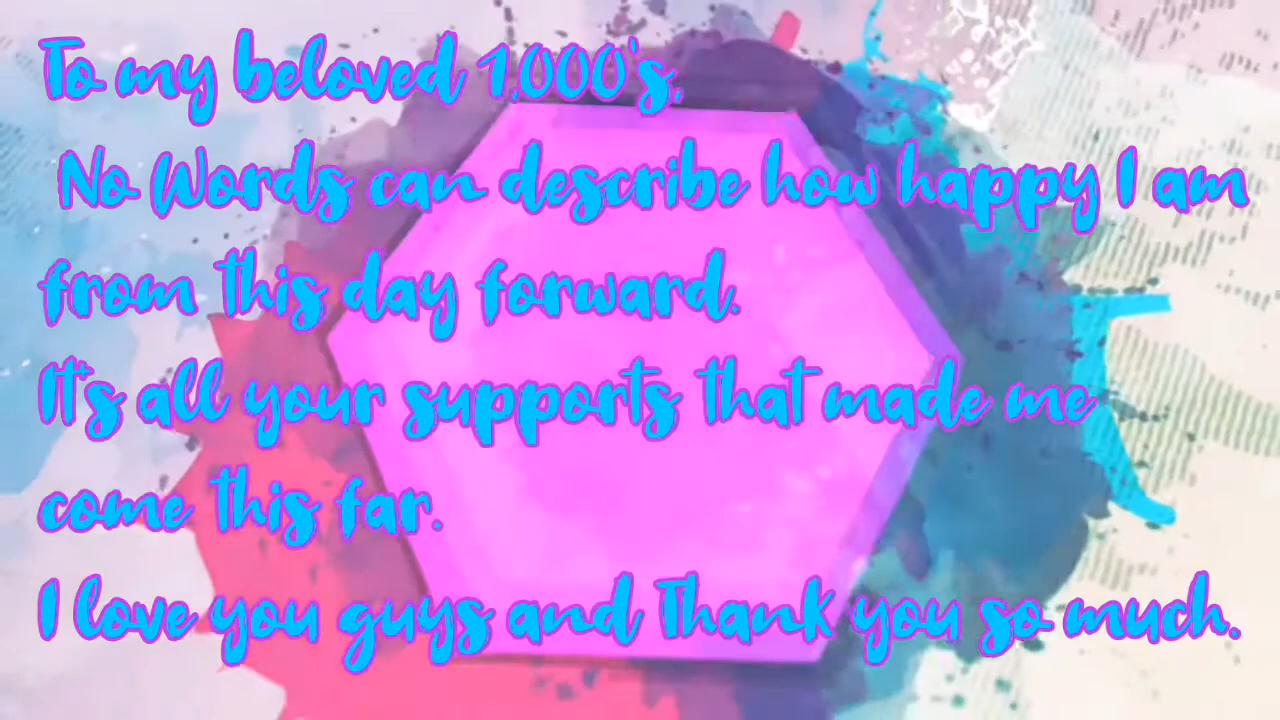 To my beloved 1,000's,
No Words can describe how happy I am
from this day forward.
It's all your supports that made me
come this far.
I love you guys and Thank you so much.